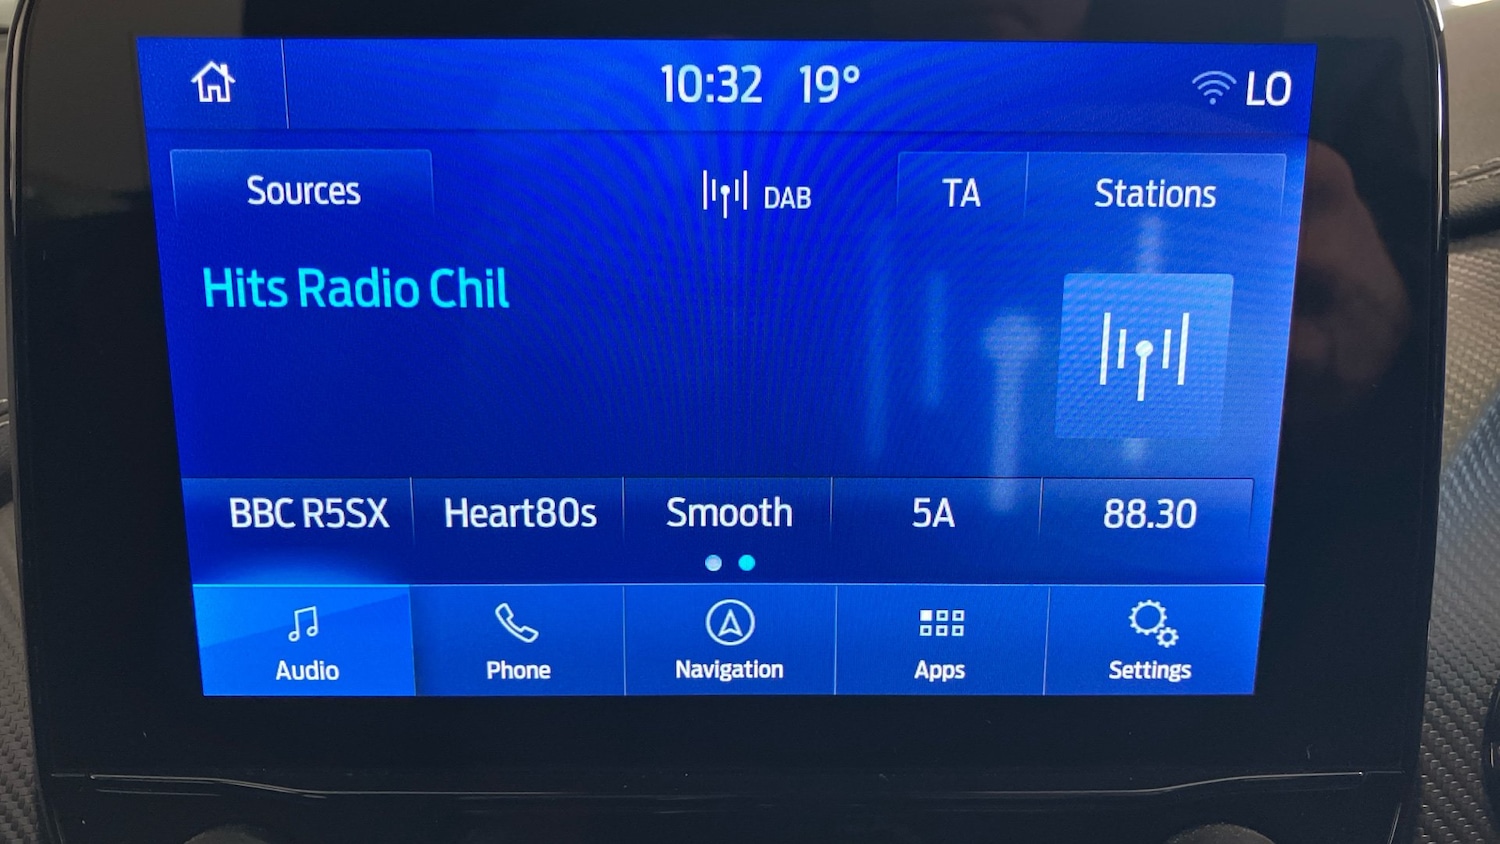 10:32 19° LO
Sources DAB TA Stations
Hits Radio Chil
BBC R5SX Heart80s Smooth 5A 88.30
Audio Phone Navigation Apps Settings